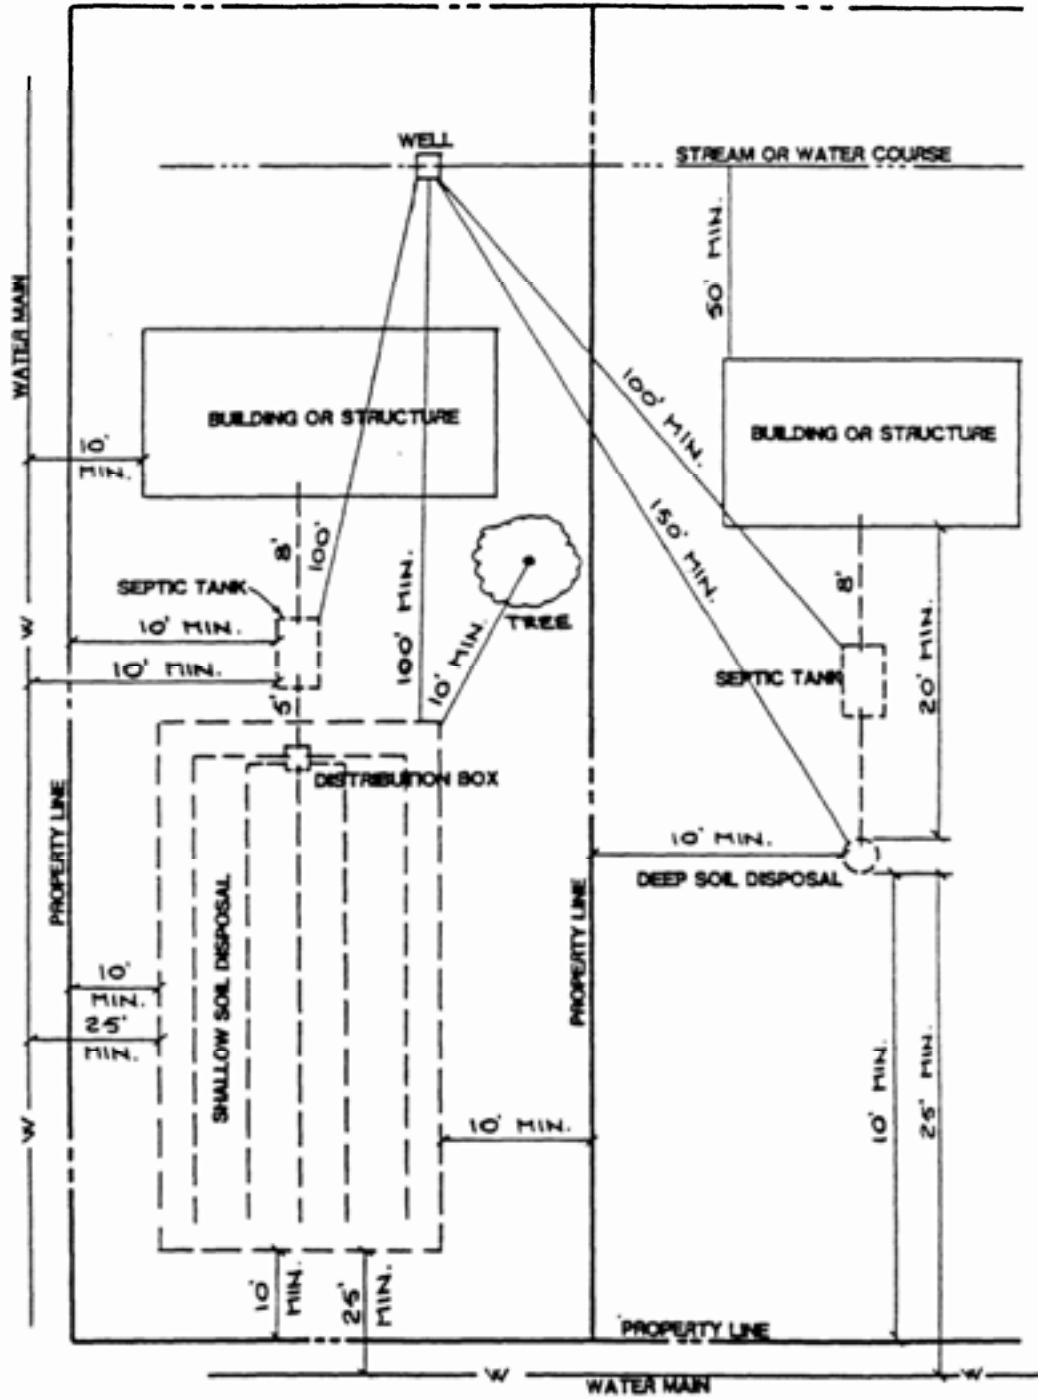 WELL
STREAM OR WATER COURSE
50' MIN.
WATER MAIN
BUILDING OR STRUCTURE
BUILDING OR STRUCTURE
100' MIN.
10'
MIN.
150' MIN.
8'
100'
8'
SEPTIC TANK
100' MIN.
TREE
W
10' MIN.
10' MIN.
10' MIN.
SEPTIC TANK
20' MIN.
5'
DISTRIBUTION BOX
PROPERTY LINE
10' MIN.
DEEP SOIL DISPOSAL
SHALLOW SOIL DISPOSAL
PROPERTY LINE
10'
MIN.
25'
MIN.
10' MIN.
25' MIN.
W
10' MIN.
10'
MIN.
25'
MIN.
PROPERTY LINE
W
W
WATER MAIN